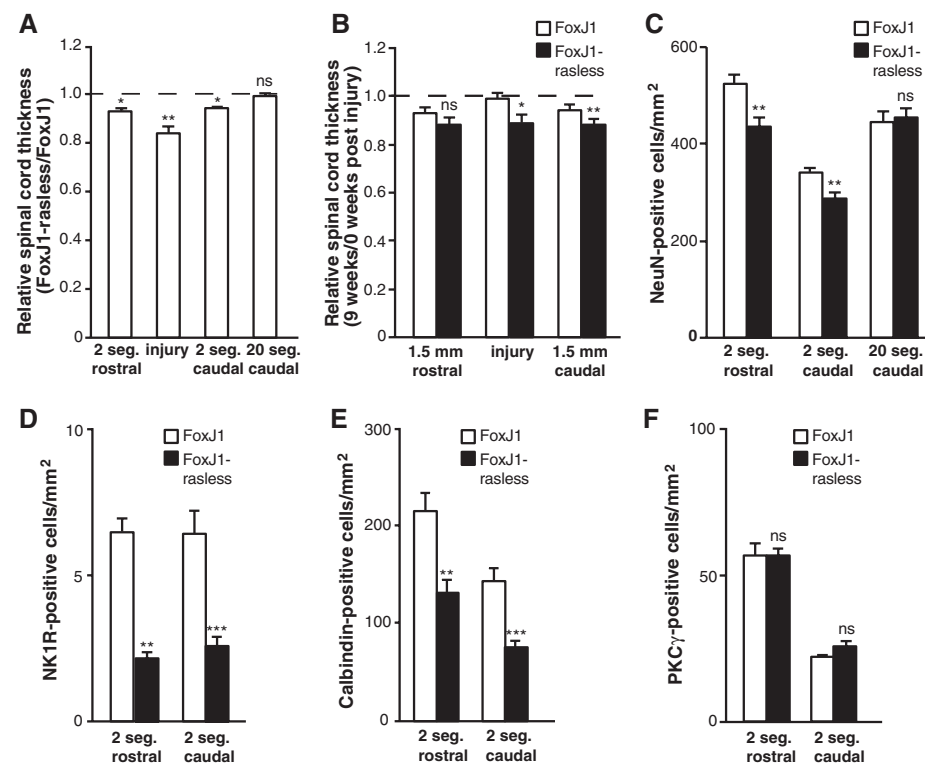 A
Relative spinal cord thickness
(FoxJ1-rasless/FoxJ1)
1.2
1.0
0.8
0.6
0.4
0.2
0
*
**
*
ns
2 seg. injury 2 seg. 20 seg.
rostral caudal caudal
B
FoxJ1
FoxJ1-
rasless
Relative spinal cord thickness
(9 weeks/0 weeks post injury)
1.2
1.0
0.8
0.6
0.4
0.2
0
ns
*
**
1.5 mm injury 1.5 mm
rostral caudal
C
FoxJ1
FoxJ1-
rasless
NeuN-positive cells/mm2
600
400
200
0
**
**
ns
2 seg. 2 seg. 20 seg.
rostral caudal caudal
D
FoxJ1
FoxJ1-
rasless
NK1R-positive cells/mm2
10
5
0
**
***
2 seg. 2 seg.
rostral caudal
E
FoxJ1
FoxJ1-
rasless
Calbindin-positive cells/mm2
300
200
100
0
**
***
2 seg. 2 seg.
rostral caudal
F
FoxJ1
FoxJ1-
rasless
PKCγ-positive cells/mm2
100
50
0
ns
ns
2 seg. 2 seg.
rostral caudal